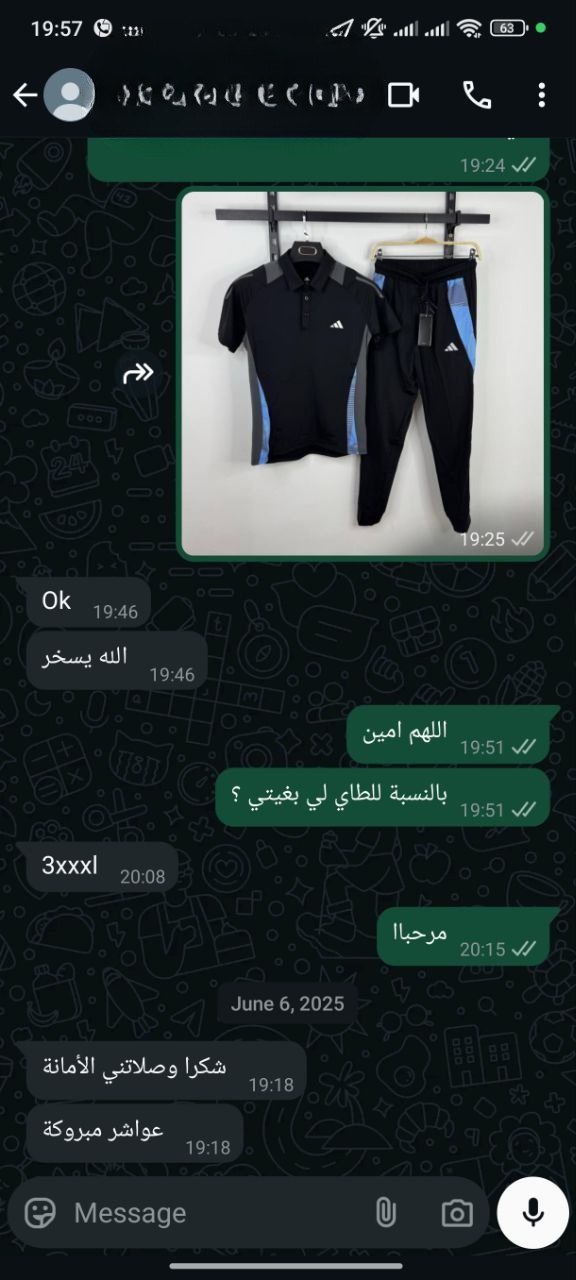 19:57
63
19:24
19:25
Ok
19:46
الله يسخر
19:46
اللهم امين
19:51
بالنسبة للطاي لي بغيتي ؟
19:51
3xxxl
20:08
مرحباا
20:15
June 6, 2025
شكرا وصلاتني الأمانة
19:18
عواشر مبروكة
19:18
Message